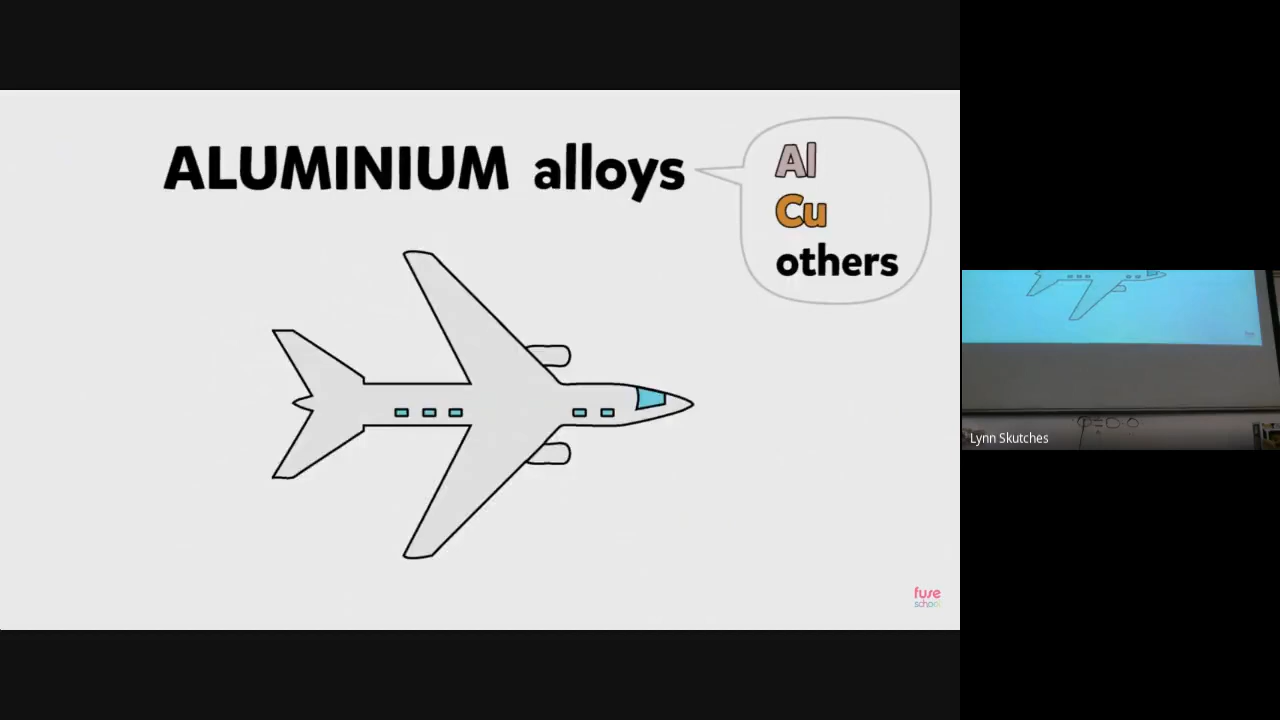 ALUMINIUM alloys
Al
Cu
others
fuse
school
Lynn Skutches